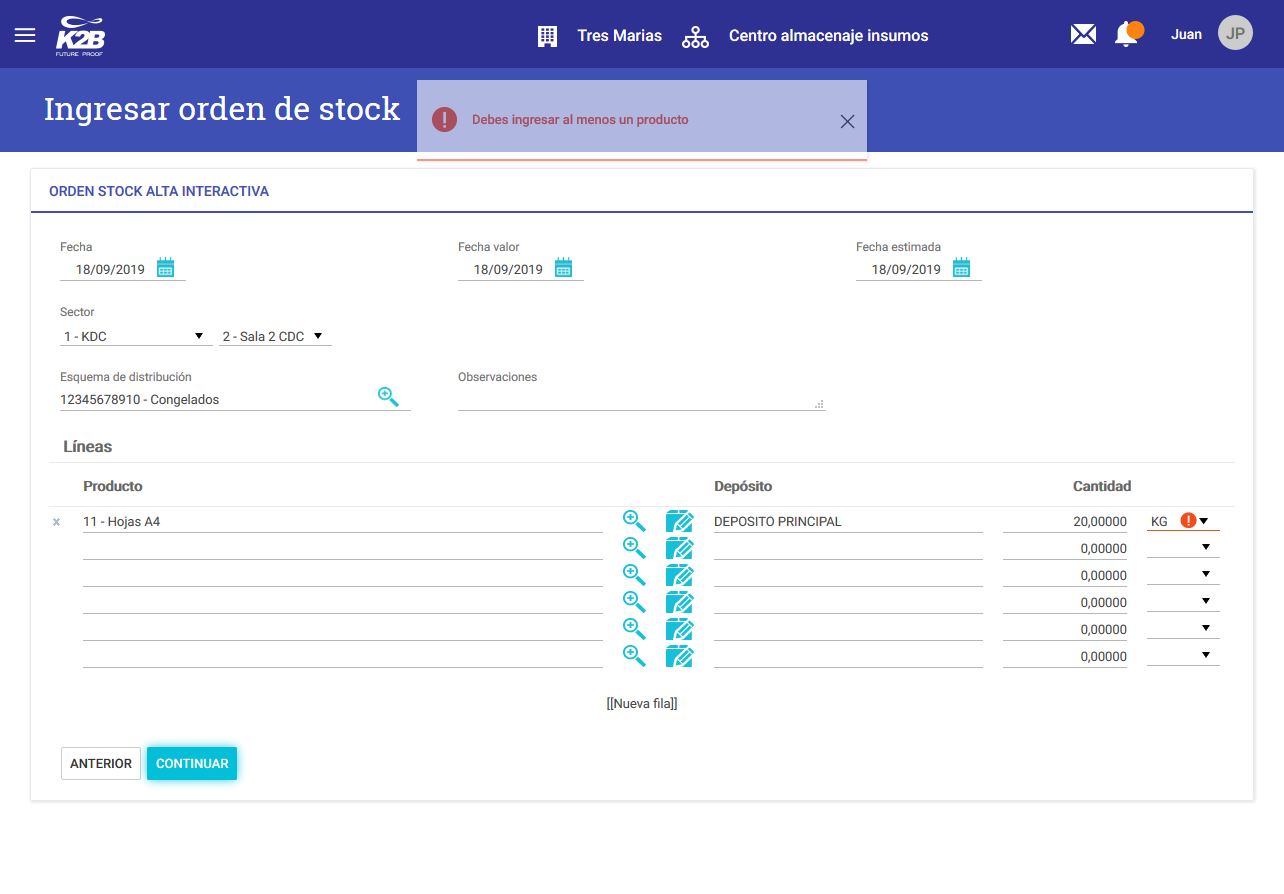 K2B
FUTURE PROOF
Tres Marias
Centro almacenaje insumos
Juan
JP
Ingresar orden de stock
Debes ingresar al menos un producto
ORDEN STOCK ALTA INTERACTIVA
Fecha
Fecha valor
Fecha estimada
18/09/2019
18/09/2019
18/09/2019
Sector
1 - KDC
2 - Sala 2 CDC
Esquema de distribución
Observaciones
12345678910 - Congelados
Líneas
Producto
Depósito
Cantidad
x 11 - Hojas A4 DEPOSITO PRINCIPAL 20,00000 KG
0,00000
0,00000
0,00000
0,00000
0,00000
[[Nueva fila]]
ANTERIOR
CONTINUAR